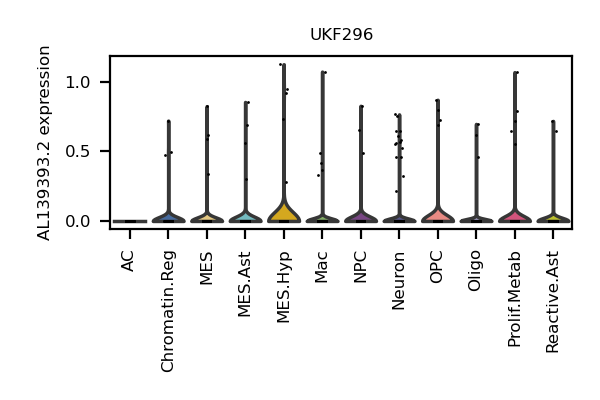 UKF296
AL139393.2 expression
1.0
0.5
0.0
AC
Chromatin.Reg
MES
MES.Ast
MES.Hyp
Mac
NPC
Neuron
OPC
Oligo
Prolif.Metab
Reactive.Ast